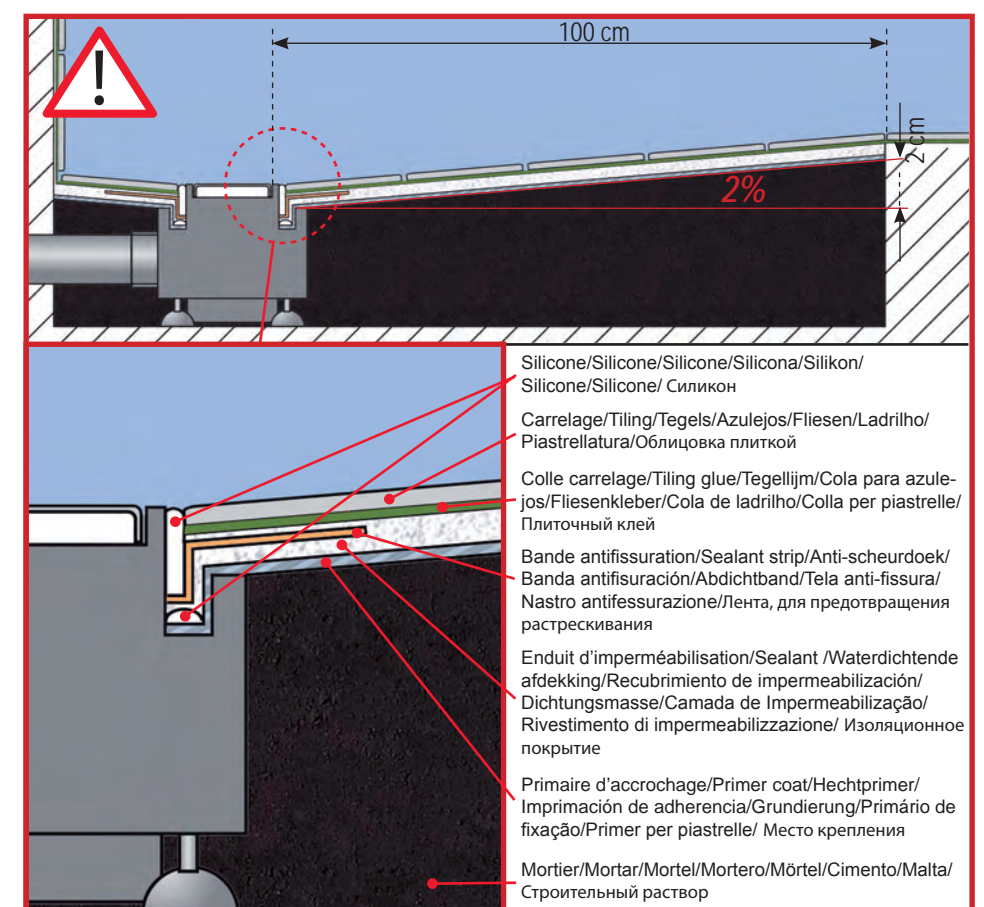 !
100 cm
2 cm
2%
Silicone/Silicone/Silicone/Silicona/Silikon/
Silicone/Silicone/ Силикон
Carrelage/Tiling/Tegels/Azulejos/Fliesen/Ladrilho/
Piastrellatura/Облицовка плиткой
Colle carrelage/Tiling glue/Tegellijm/Cola para azule-
jos/Fliesenkleber/Cola de ladrilho/Colla per piastrelle/
Плиточный клей
Bande antifissuration/Sealant strip/Anti-scheurdoek/
Banda antifisuración/Abdichtband/Tela anti-fissura/
Nastro antifessurazione/Лента, для предотвращения
растрескивания
Enduit d’imperméabilisation/Sealant /Waterdichtende
afdekking/Recubrimiento de impermeabilización/
Dichtungsmasse/Camada de Impermeabilização/
Rivestimento di impermeabilizzazione/ Изоляционное
покрытие
Primaire d’accrochage/Primer coat/Hechtprimer/
Imprimación de adherencia/Grundierung/Primário de
fixação/Primer per piastrelle/ Место крепления
Mortier/Mortar/Mortel/Mortero/Mörtel/Cimento/Malta/
Строительный раствор